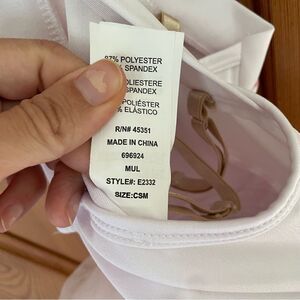 87% POLYESTER
% SPANDEX
POLIESTERE
SPANDEX
POLIÉSTER
% ELÁSTICO
R/N# 45351
MADE IN CHINA
696924
MUL
STYLE#: E2332
SIZE:CSM